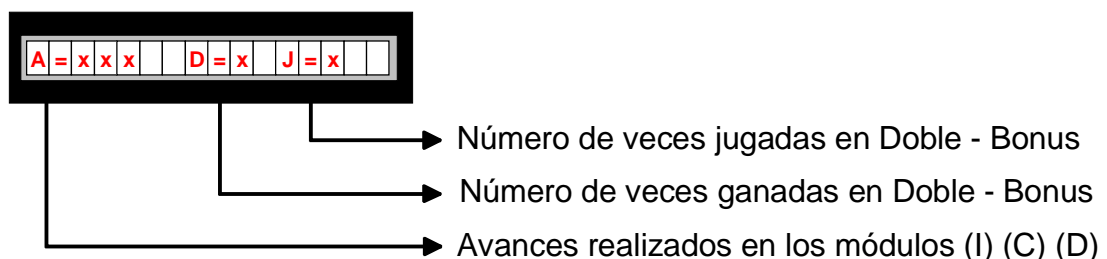 A=xxx D=x J=x
Número de veces jugadas en Doble - Bonus
Número de veces ganadas en Doble - Bonus
Avances realizados en los módulos (I) (C) (D)